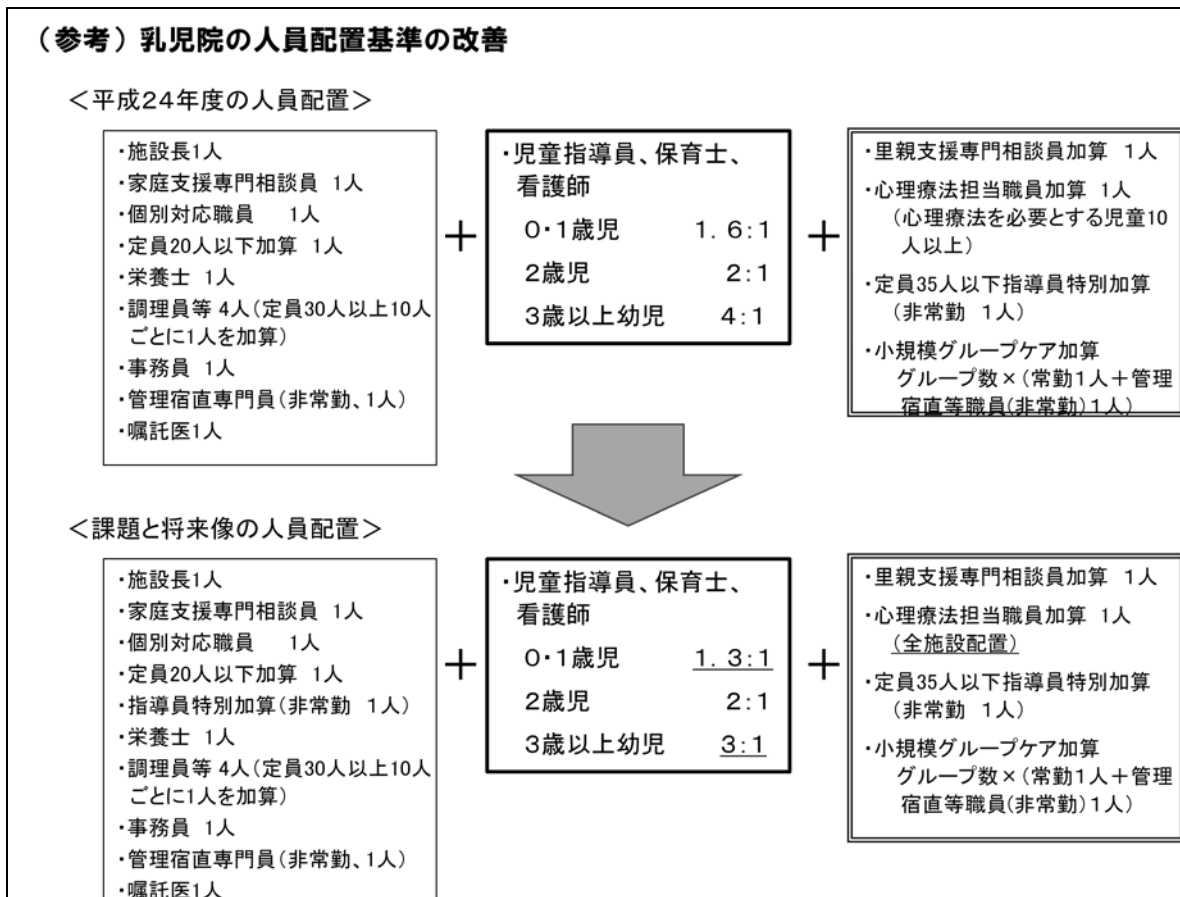 （参考）乳児院の人員配置基準の改善
＜平成２４年度の人員配置＞
・施設長1人
・家庭支援専門相談員　1人
・個別対応職員　　1人
・定員20人以下加算　1人
・栄養士　1人
・調理員等 4人（定員30人以上10人
ごとに1人を加算）
・事務員　1人
・管理宿直専門員（非常勤、1人）
・嘱託医1人
＋
・児童指導員、保育士、
看護師
０・１歳児　１．６：１
２歳児　２：１
３歳以上幼児　４：１
＋
・里親支援専門相談員加算　１人
・心理療法担当職員加算　１人
（心理療法を必要とする児童10
人以上）
・定員35人以下指導員特別加算
（非常勤　１人）
・小規模グループケア加算
グループ数×（常勤１人＋管理
宿直等職員(非常勤)１人）
＜課題と将来像の人員配置＞
・施設長1人
・家庭支援専門相談員　1人
・個別対応職員　　1人
・定員20人以下加算　1人
・指導員特別加算（非常勤　1人）
・栄養士　1人
・調理員等 4人（定員30人以上10人
ごとに1人を加算）
・事務員　1人
・管理宿直専門員（非常勤、1人）
・嘱託医1人
＋
・児童指導員、保育士、
看護師
０・１歳児　１．３：１
２歳児　２：１
３歳以上幼児　３：１
＋
・里親支援専門相談員加算　１人
・心理療法担当職員加算　１人
（全施設配置）
・定員35人以下指導員特別加算
（非常勤　１人）
・小規模グループケア加算
グループ数×（常勤１人＋管理
宿直等職員(非常勤)１人）